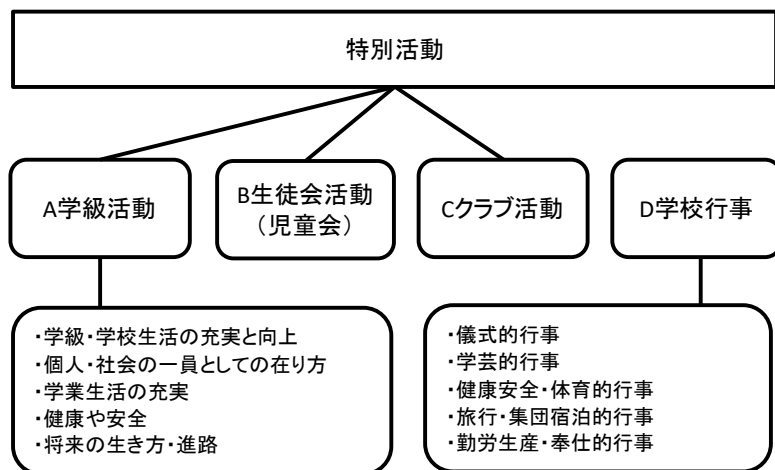 特別活動
A学級活動
B生徒会活動
（児童会）
Cクラブ活動
D学校行事
・学級・学校生活の充実と向上
・個人・社会の一員としての在り方
・学業生活の充実
・健康や安全
・将来の生き方・進路
・儀式的行事
・学芸的行事
・健康安全・体育的行事
・旅行・集団宿泊的行事
・勤労生産・奉仕的行事